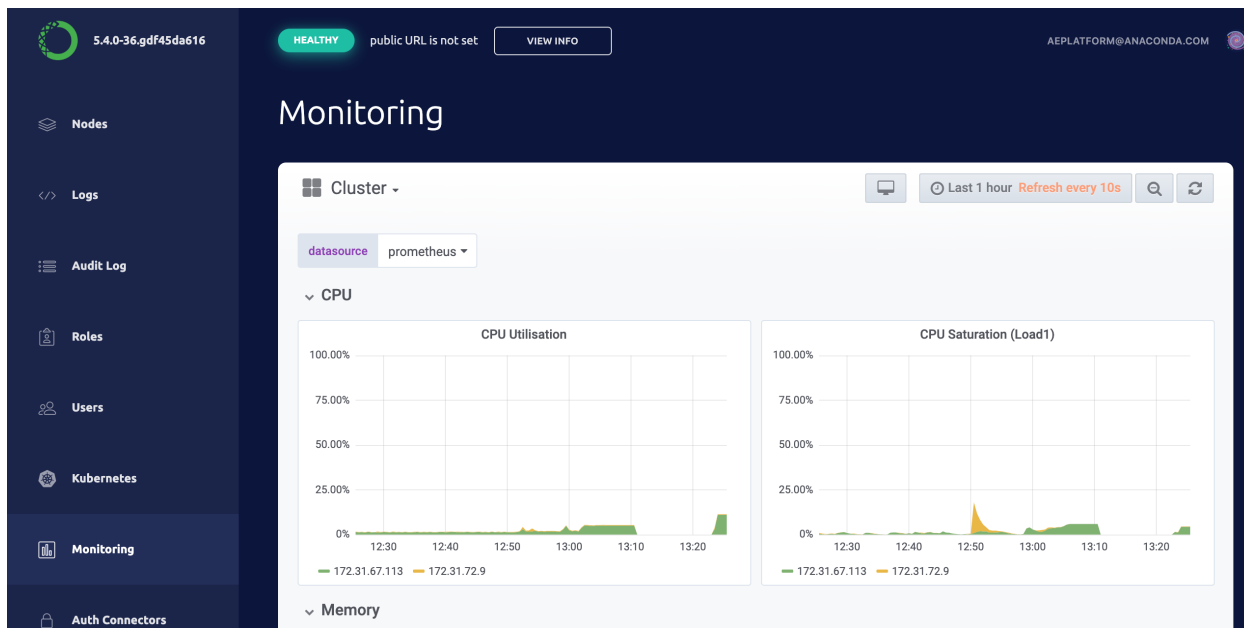 5.4.0-36.gdf45da616
HEALTHY public URL is not set VIEW INFO
AEPLATFORM@ANACONDA.COM
Nodes
Logs
Audit Log
Roles
Users
Kubernetes
Monitoring
Auth Connectors
Monitoring
Cluster
Last 1 hour Refresh every 10s
datasource prometheus
CPU
CPU Utilisation
100.00%
75.00%
50.00%
25.00%
0%
12:30 12:40 12:50 13:00 13:10 13:20
172.31.67.113 172.31.72.9
CPU Saturation (Load1)
100.00%
75.00%
50.00%
25.00%
0%
12:30 12:40 12:50 13:00 13:10 13:20
172.31.67.113 172.31.72.9
Memory